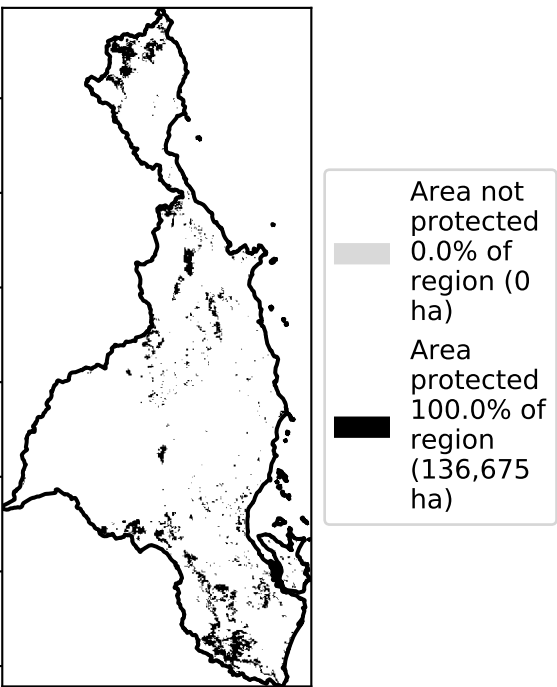 Area not
protected
0.0% of
region (0
ha)
Area
protected
100.0% of
region
(136,675
ha)